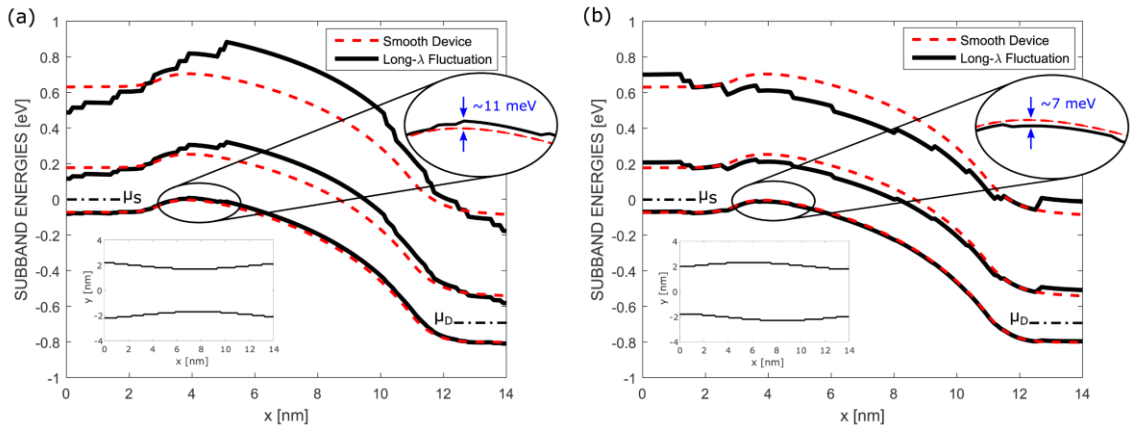 (a)
SUBBAND ENERGIES [eV]
1
0.8
0.6
0.4
0.2
0
-0.2
-0.4
-0.6
-0.8
-1
Smooth Device
Long-λ Fluctuation
~11 meV
μS
μD
y [nm]
4
2
0
-2
-4
0 2 4 6 8 10 12 14
x [nm]
0 2 4 6 8 10 12 14
x [nm]
(b)
SUBBAND ENERGIES [eV]
1
0.8
0.6
0.4
0.2
0
-0.2
-0.4
-0.6
-0.8
-1
Smooth Device
Long-λ Fluctuation
~7 meV
μS
μD
y [nm]
4
2
0
-2
-4
0 2 4 6 8 10 12 14
x [nm]
0 2 4 6 8 10 12 14
x [nm]